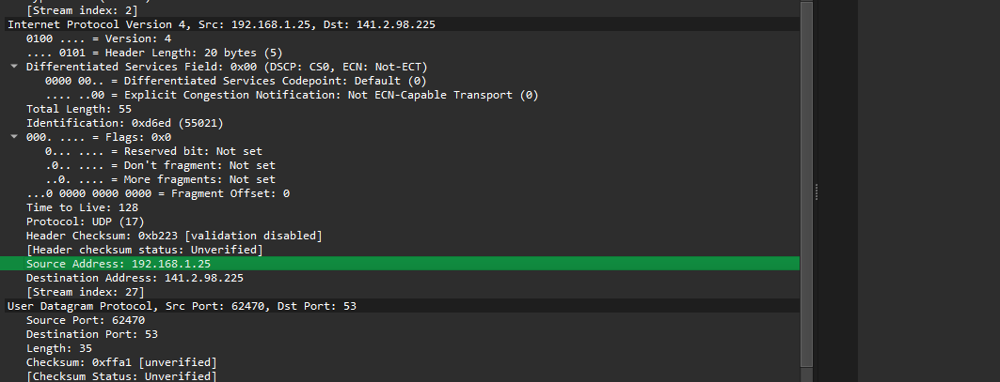 [Stream index: 2]
Internet Protocol Version 4, Src: 192.168.1.25, Dst: 141.2.98.225
0100 .... = Version: 4
.... 0101 = Header Length: 20 bytes (5)
Differentiated Services Field: 0x00 (DSCP: CS0, ECN: Not-ECT)
0000 00.. = Differentiated Services Codepoint: Default (0)
.... ..00 = Explicit Congestion Notification: Not ECN-Capable Transport (0)
Total Length: 55
Identification: 0xd6ed (55021)
000. .... = Flags: 0x0
0... .... = Reserved bit: Not set
.0.. .... = Don't fragment: Not set
..0. .... = More fragments: Not set
...0 0000 0000 0000 = Fragment Offset: 0
Time to Live: 128
Protocol: UDP (17)
Header Checksum: 0xb223 [validation disabled]
[Header checksum status: Unverified]
Source Address: 192.168.1.25
Destination Address: 141.2.98.225
[Stream index: 27]
User Datagram Protocol, Src Port: 62470, Dst Port: 53
Source Port: 62470
Destination Port: 53
Length: 35
Checksum: 0xffa1 [unverified]
[Checksum Status: Unverified]